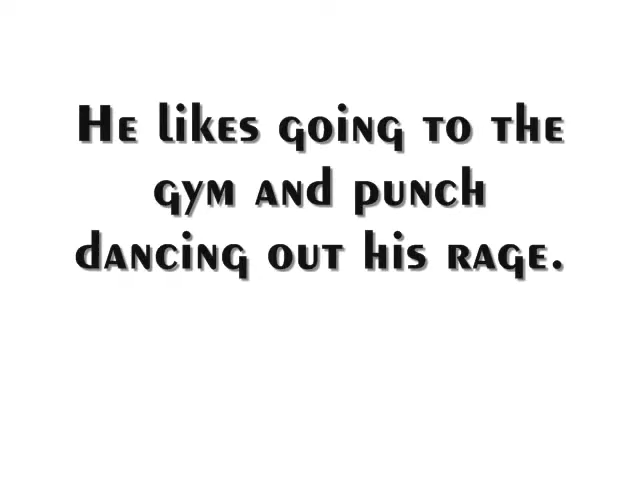 He likes going to the
gym and punch
dancing out his rage.